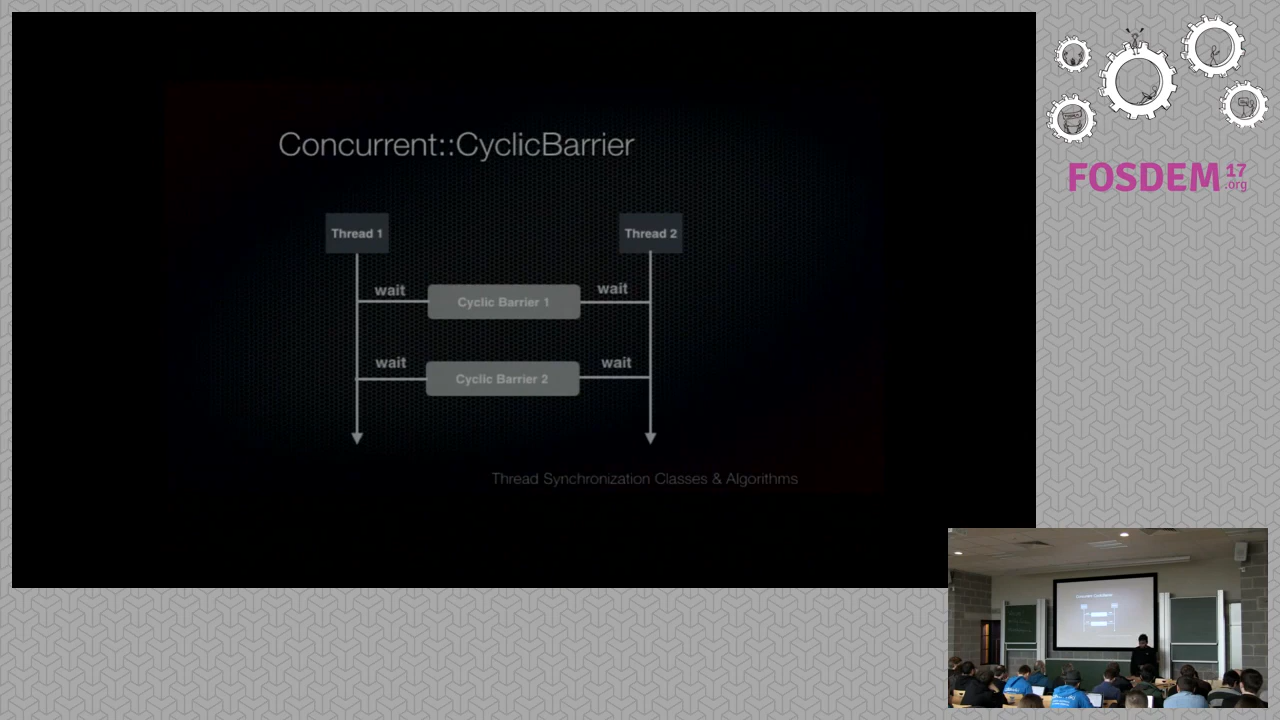 Concurrent::CyclicBarrier
Thread 1
Thread 2
wait
Cyclic Barrier 1
wait
wait
Cyclic Barrier 2
wait
Thread Synchronization Classes & Algorithms
FOSDEM 17
.org